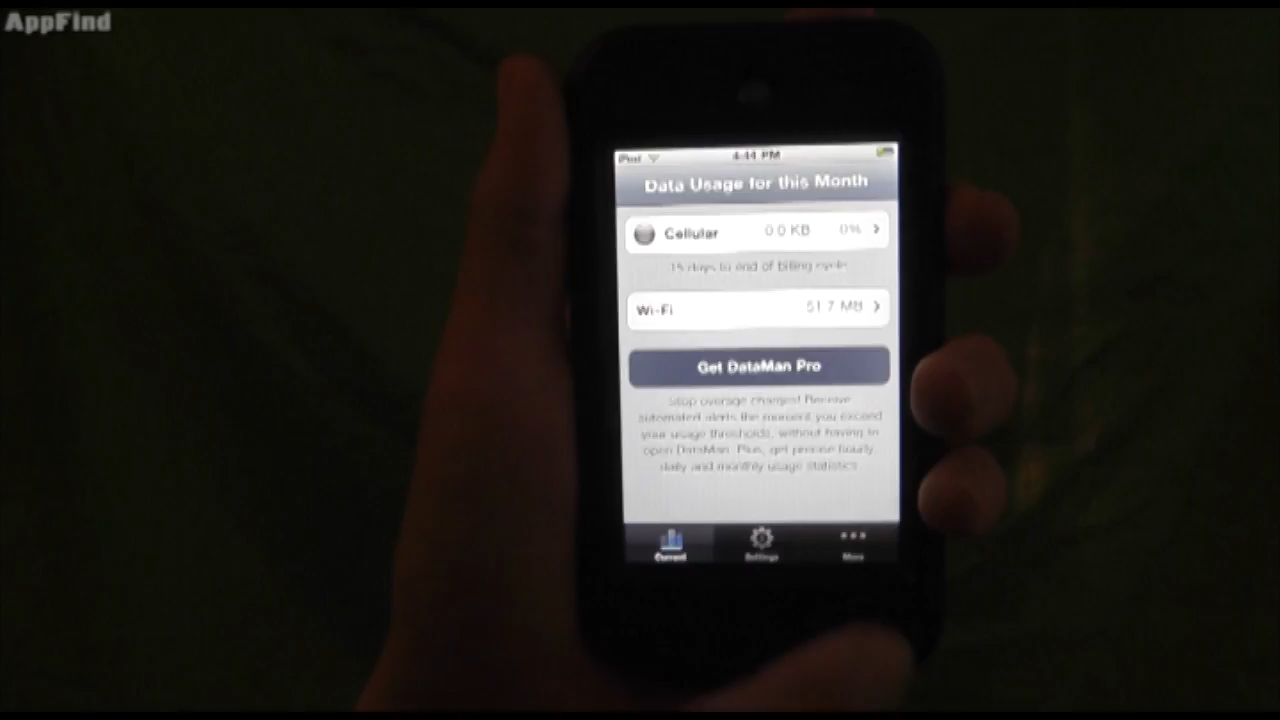 AppFind
iPod 4:44 PM
Data Usage for this Month
Cellular 0.0 KB 0%
15 days to end of billing cycle
Wi-Fi 51.7 MB
Get DataMan Pro
Stop overage charges! Receive
automated alerts the moment you exceed
your usage thresholds, without having to
open DataMan. Plus, get precise hourly,
daily and monthly usage statistics.
Current Settings More